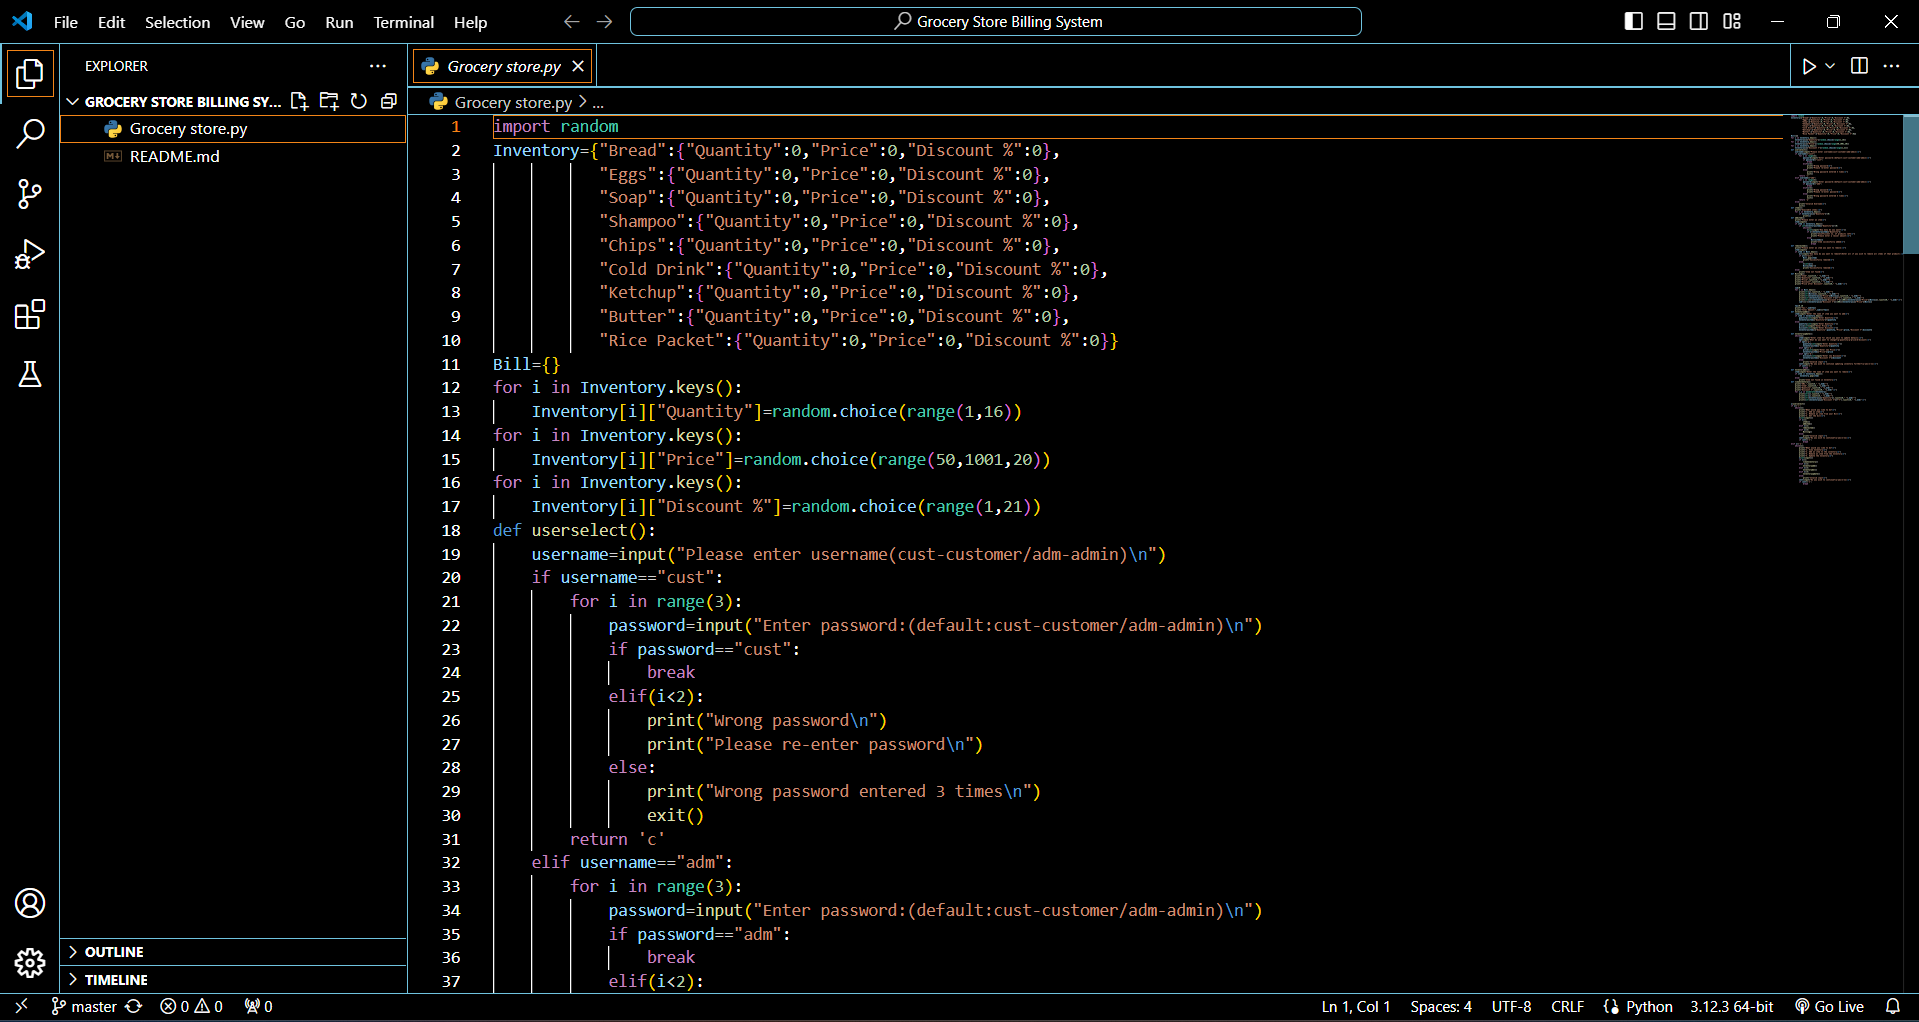 File Edit Selection View Go Run Terminal Help
Grocery Store Billing System
EXPLORER
GROCERY STORE BILLING SY...
Grocery store.py
README.md
OUTLINE
TIMELINE
Grocery store.py
Grocery store.py > ...
1 import random
2 Inventory={"Bread":{"Quantity":0,"Price":0,"Discount %":0},
3 "Eggs":{"Quantity":0,"Price":0,"Discount %":0},
4 "Soap":{"Quantity":0,"Price":0,"Discount %":0},
5 "Shampoo":{"Quantity":0,"Price":0,"Discount %":0},
6 "Chips":{"Quantity":0,"Price":0,"Discount %":0},
7 "Cold Drink":{"Quantity":0,"Price":0,"Discount %":0},
8 "Ketchup":{"Quantity":0,"Price":0,"Discount %":0},
9 "Butter":{"Quantity":0,"Price":0,"Discount %":0},
10 "Rice Packet":{"Quantity":0,"Price":0,"Discount %":0}}
11 Bill={}
12 for i in Inventory.keys():
13 Inventory[i]["Quantity"]=random.choice(range(1,16))
14 for i in Inventory.keys():
15 Inventory[i]["Price"]=random.choice(range(50,1001,20))
16 for i in Inventory.keys():
17 Inventory[i]["Discount %"]=random.choice(range(1,21))
18 def userselect():
19 username=input("Please enter username(cust-customer/adm-admin)\n")
20 if username=="cust":
21 for i in range(3):
22 password=input("Enter password:(default:cust-customer/adm-admin)\n")
23 if password=="cust":
24 break
25 elif(i<2):
26 print("Wrong password\n")
27 print("Please re-enter password\n")
28 else:
29 print("Wrong password entered 3 times\n")
30 exit()
31 return 'c'
32 elif username=="adm":
33 for i in range(3):
34 password=input("Enter password:(default:cust-customer/adm-admin)\n")
35 if password=="adm":
36 break
37 elif(i<2):
master 0 0 0 Ln 1, Col 1 Spaces: 4 UTF-8 CRLF Python 3.12.3 64-bit Go Live